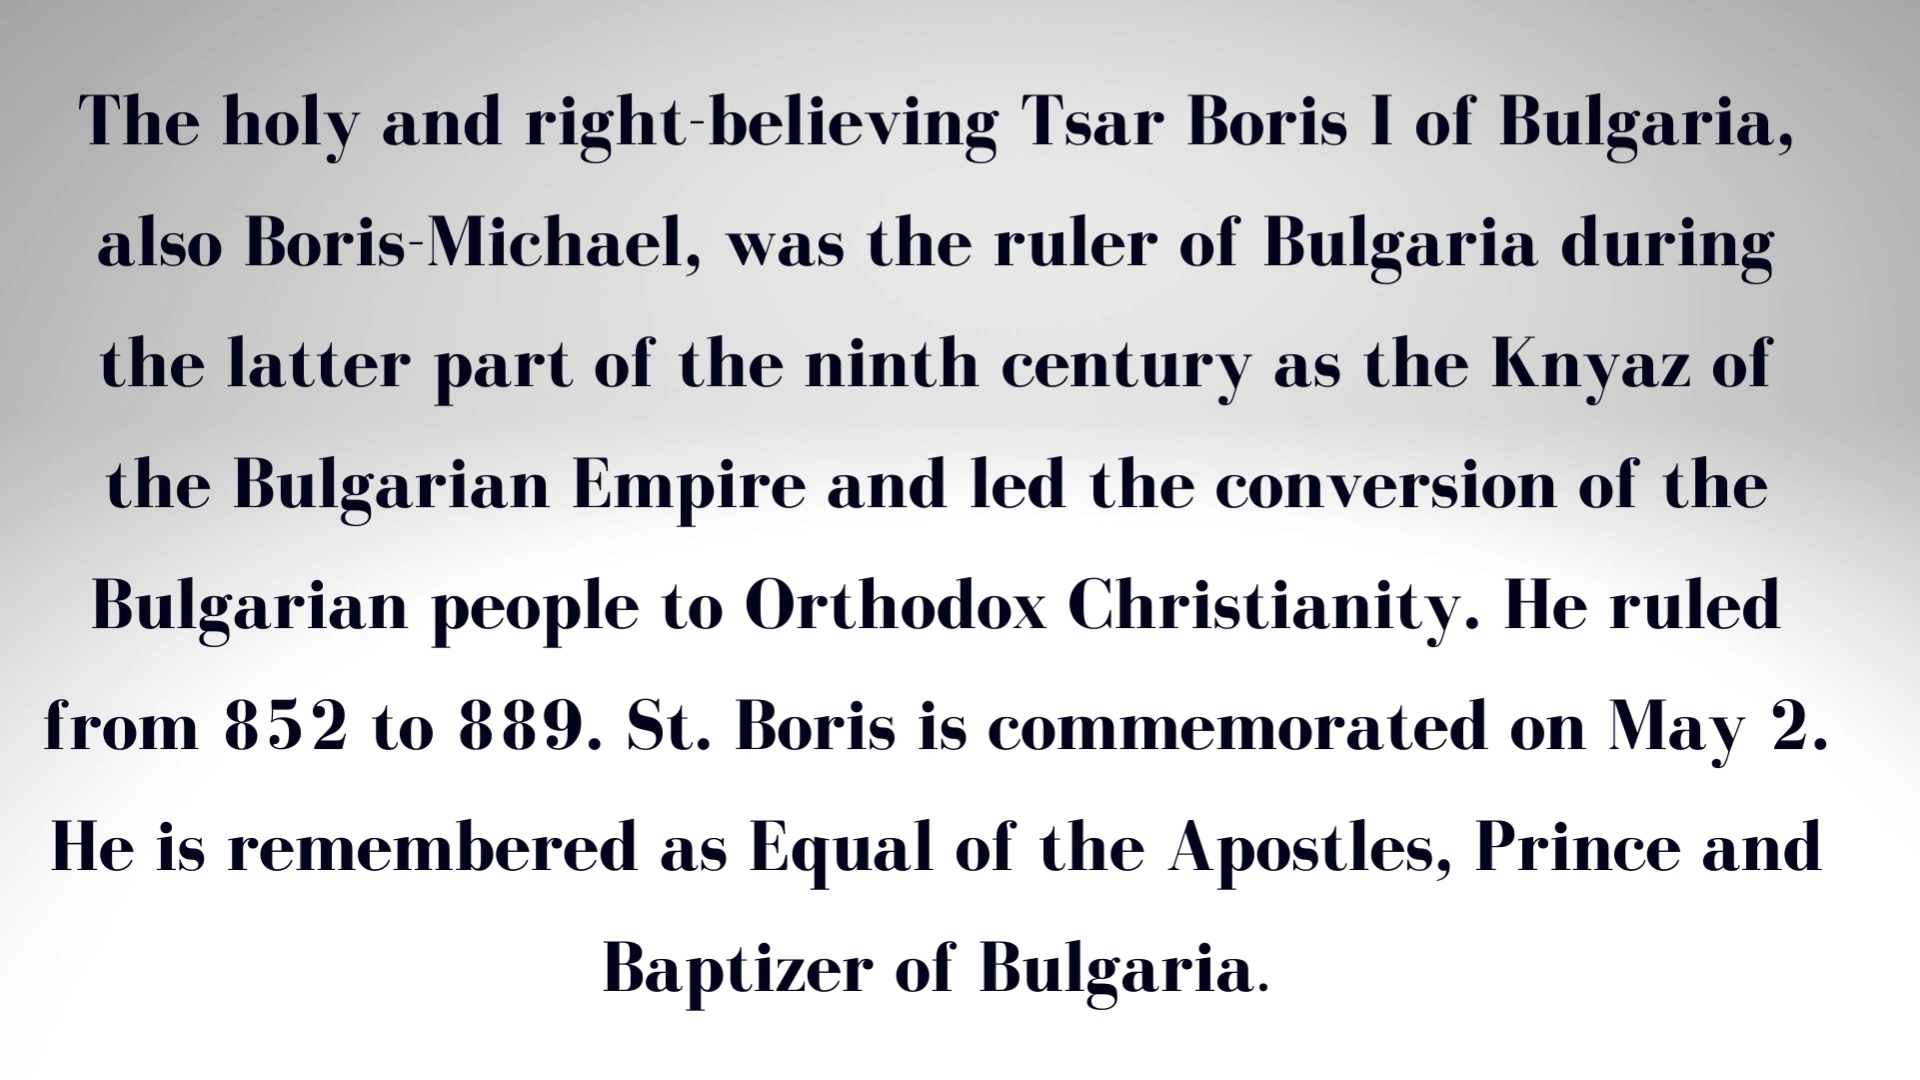 The holy and right-believing Tsar Boris I of Bulgaria,
also Boris-Michael, was the ruler of Bulgaria during
the latter part of the ninth century as the Knyaz of
the Bulgarian Empire and led the conversion of the
Bulgarian people to Orthodox Christianity. He ruled
from 852 to 889. St. Boris is commemorated on May 2.
He is remembered as Equal of the Apostles, Prince and
Baptizer of Bulgaria.